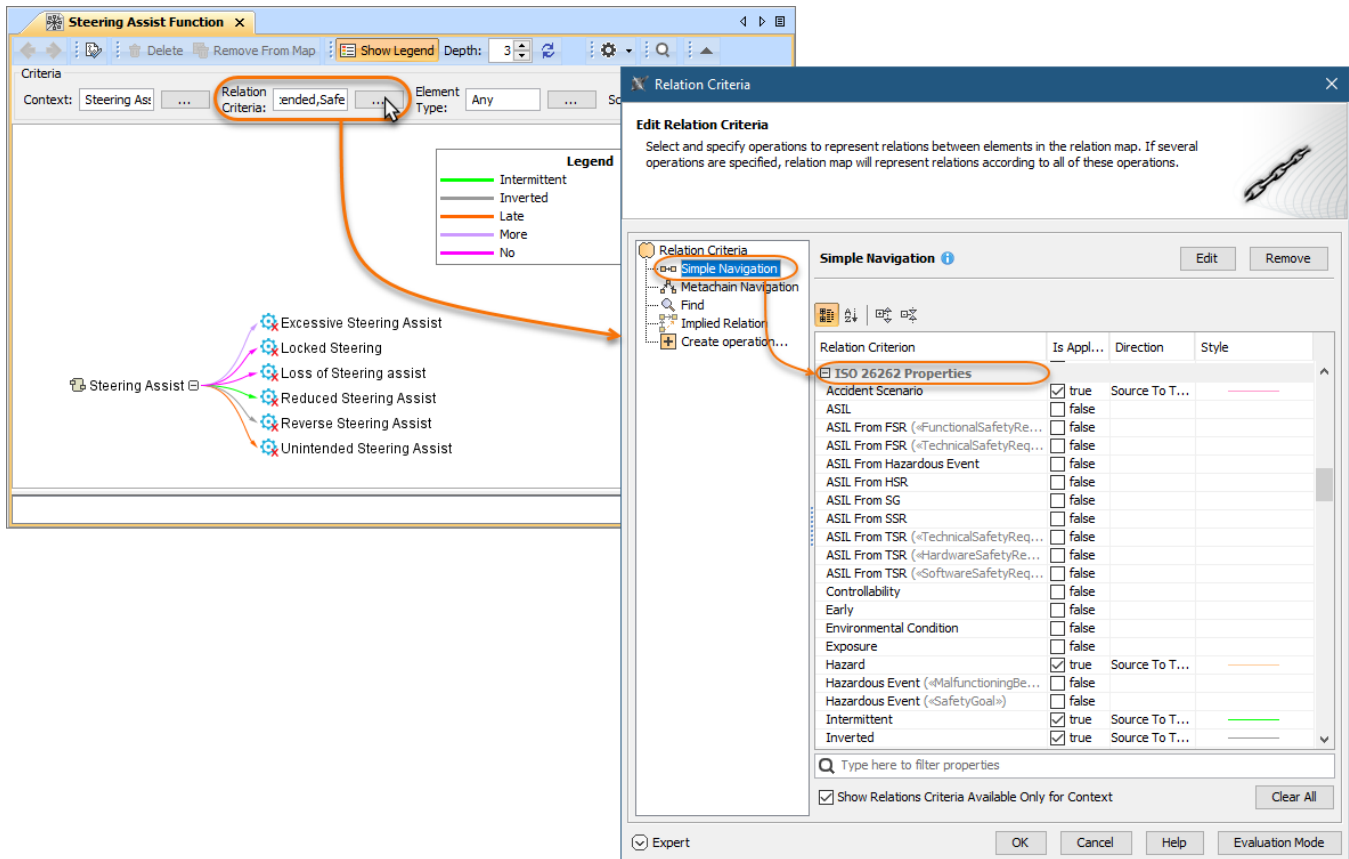 Steering Assist Function
Delete
Remove From Map
Show Legend
Depth: 3
Criteria
Context: Steering Ass ...
Relation Criteria: :ended,Safe ...
Element Type: Any ...
Sc
Legend
Intermittent
Inverted
Late
More
No
Steering Assist
Excessive Steering Assist
Locked Steering
Loss of Steering assist
Reduced Steering Assist
Reverse Steering Assist
Unintended Steering Assist
Relation Criteria
Edit Relation Criteria
Select and specify operations to represent relations between elements in the relation map. If several
operations are specified, relation map will represent relations according to all of these operations.
Relation Criteria
Simple Navigation
Metachain Navigation
Find
Implied Relation
Create operation...
Simple Navigation
Edit
Remove
Relation Criterion Is Appl... Direction Style
ISO 26262 Properties
Accident Scenario true Source To T...
ASIL false
ASIL From FSR («FunctionalSafetyRe... false
ASIL From FSR («TechnicalSafetyReq... false
ASIL From Hazardous Event false
ASIL From HSR false
ASIL From SG false
ASIL From SSR false
ASIL From TSR («TechnicalSafetyReq... false
ASIL From TSR («HardwareSafetyRe... false
ASIL From TSR («SoftwareSafetyReq... false
Controllability false
Early false
Environmental Condition false
Exposure false
Hazard true Source To T...
Hazardous Event («MalfunctioningBe... false
Hazardous Event («SafetyGoal») false
Intermittent true Source To T...
Inverted true Source To T...
Type here to filter properties
Show Relations Criteria Available Only for Context
Clear All
Expert
OK
Cancel
Help
Evaluation Mode